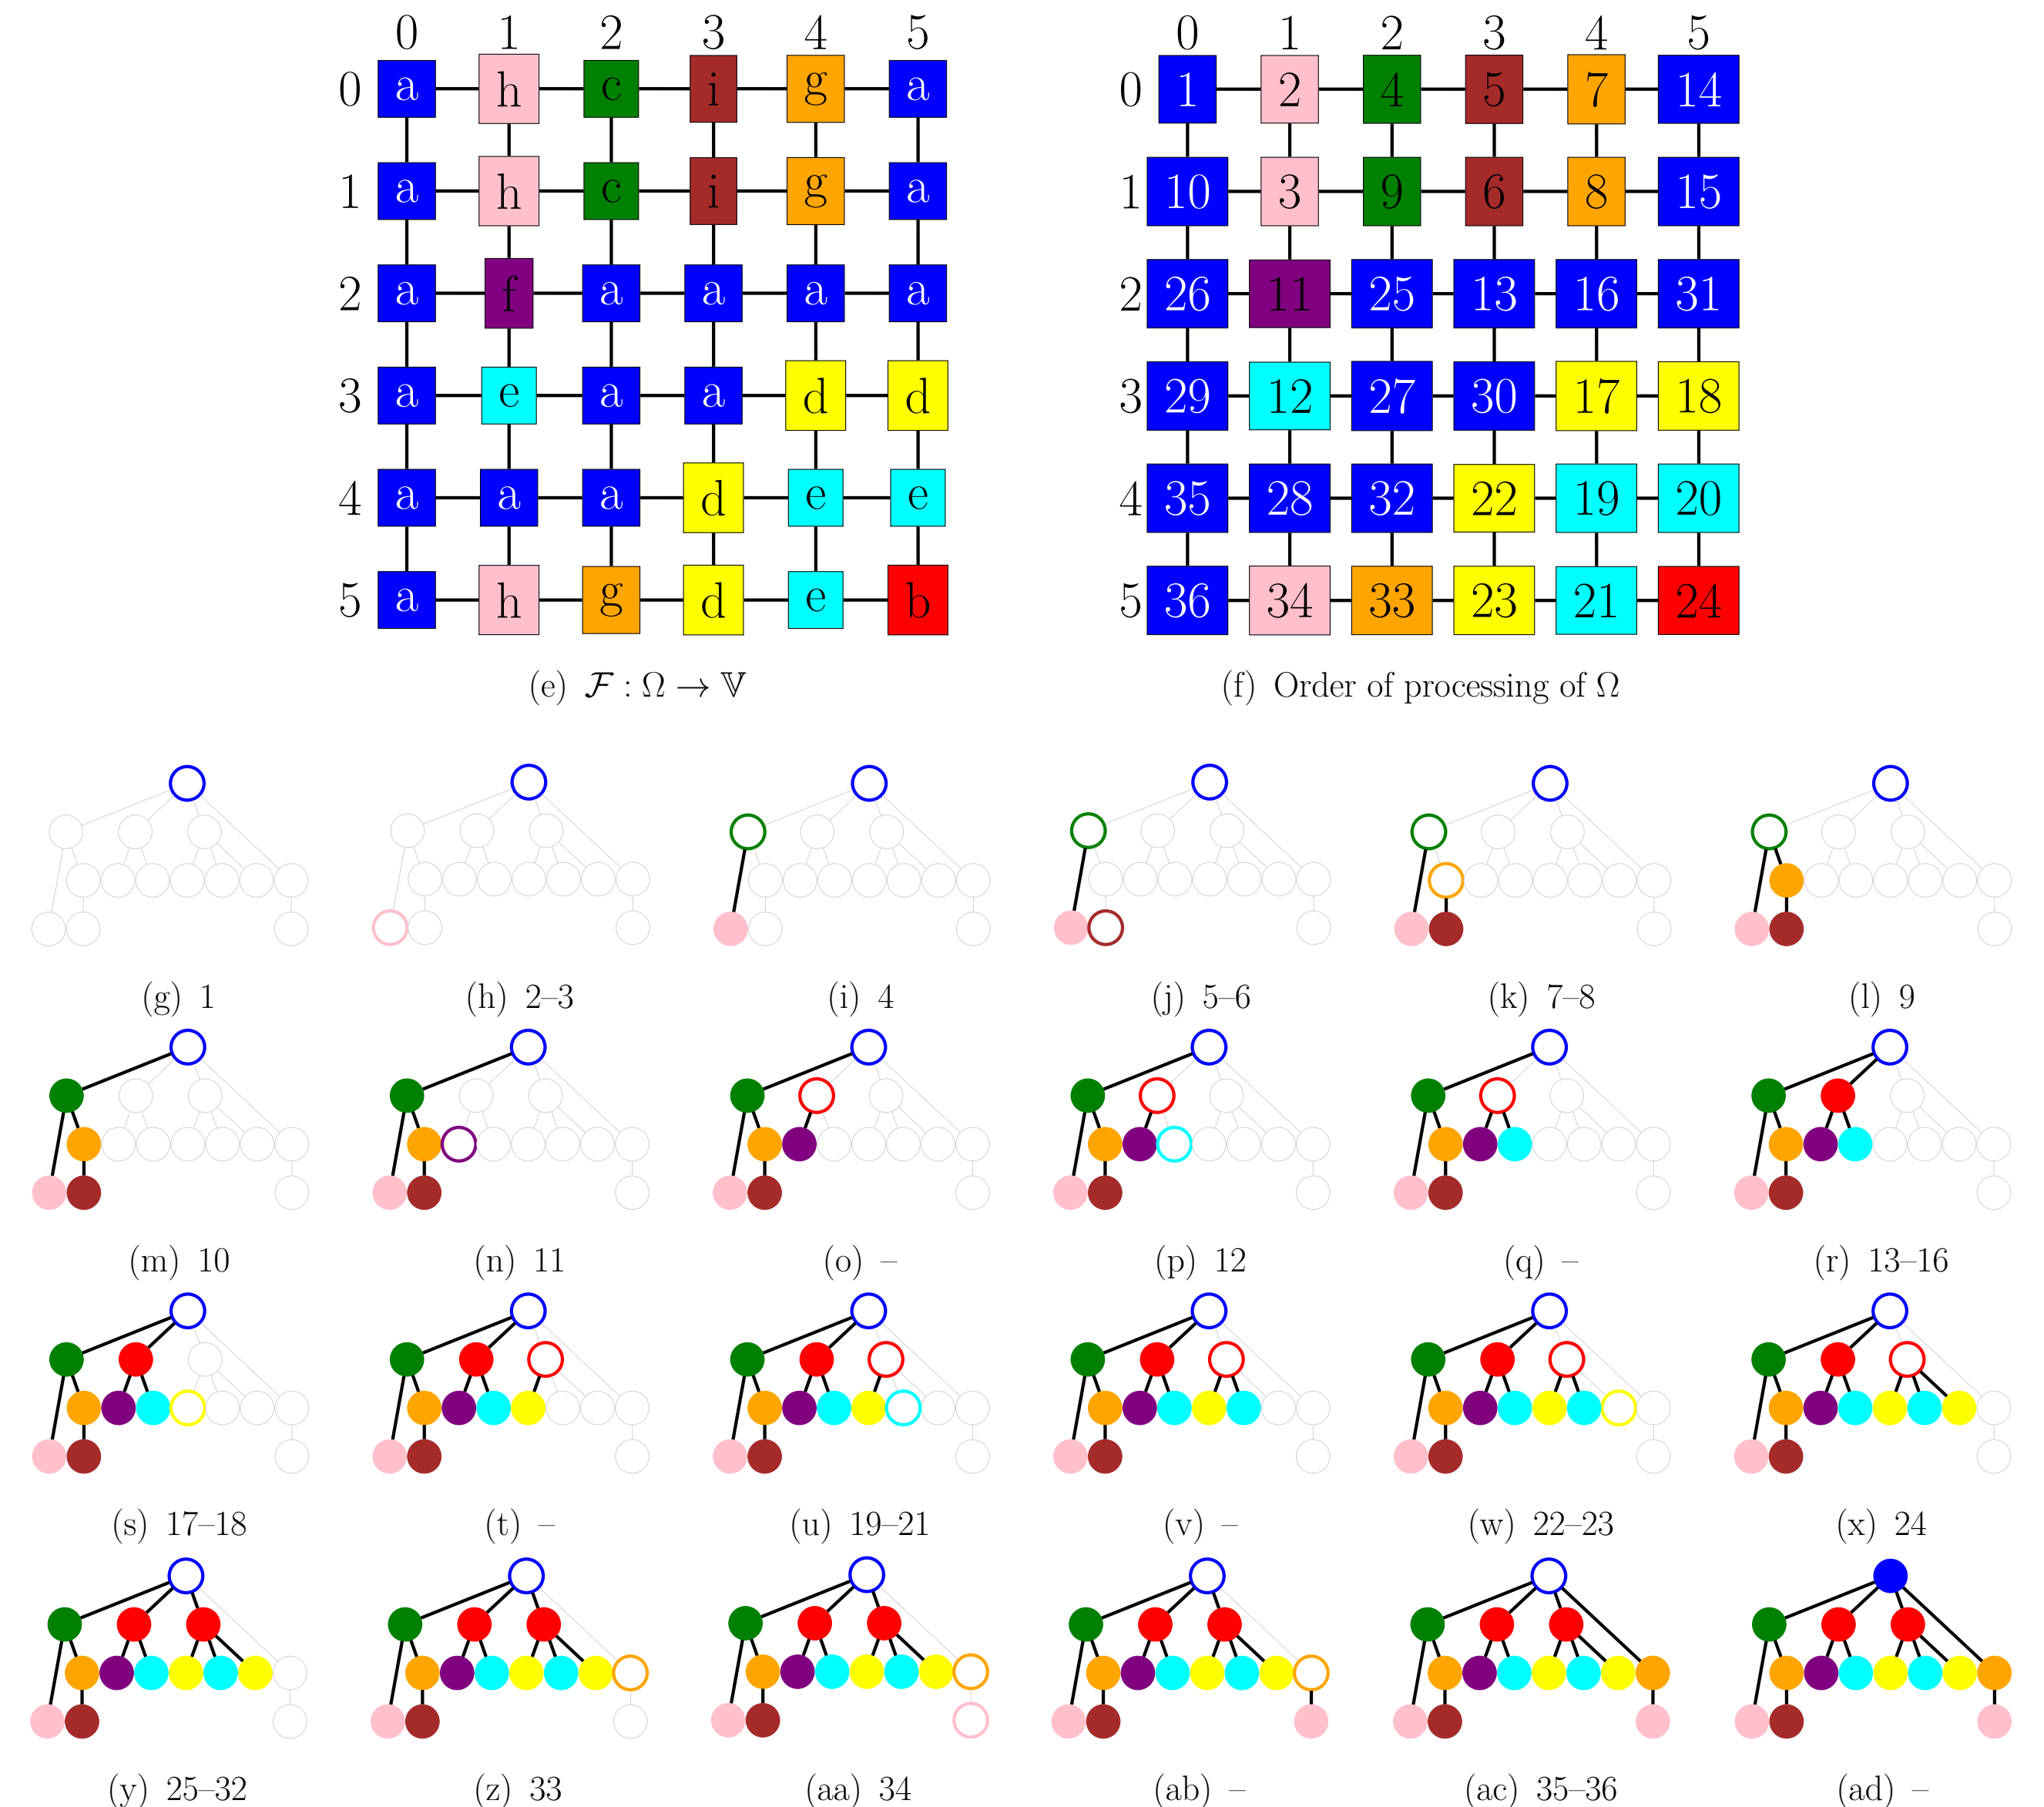 0 1 2 3 4 5
0 a h c i g a
1 a h c i g a
2 a f a a a a
3 a e a a d d
4 a a a d e e
5 a h g d e b
(e) 𝓕 : Ω → 𝕍
0 1 2 3 4 5
0 1 2 4 5 7 14
1 10 3 9 6 8 15
2 26 11 25 13 16 31
3 29 12 27 30 17 18
4 35 28 32 22 19 20
5 36 34 33 23 21 24
(f) Order of processing of Ω
(g) 1
(h) 2–3
(i) 4
(j) 5–6
(k) 7–8
(l) 9
(m) 10
(n) 11
(o) –
(p) 12
(q) –
(r) 13–16
(s) 17–18
(t) –
(u) 19–21
(v) –
(w) 22–23
(x) 24
(y) 25–32
(z) 33
(aa) 34
(ab) –
(ac) 35–36
(ad) –